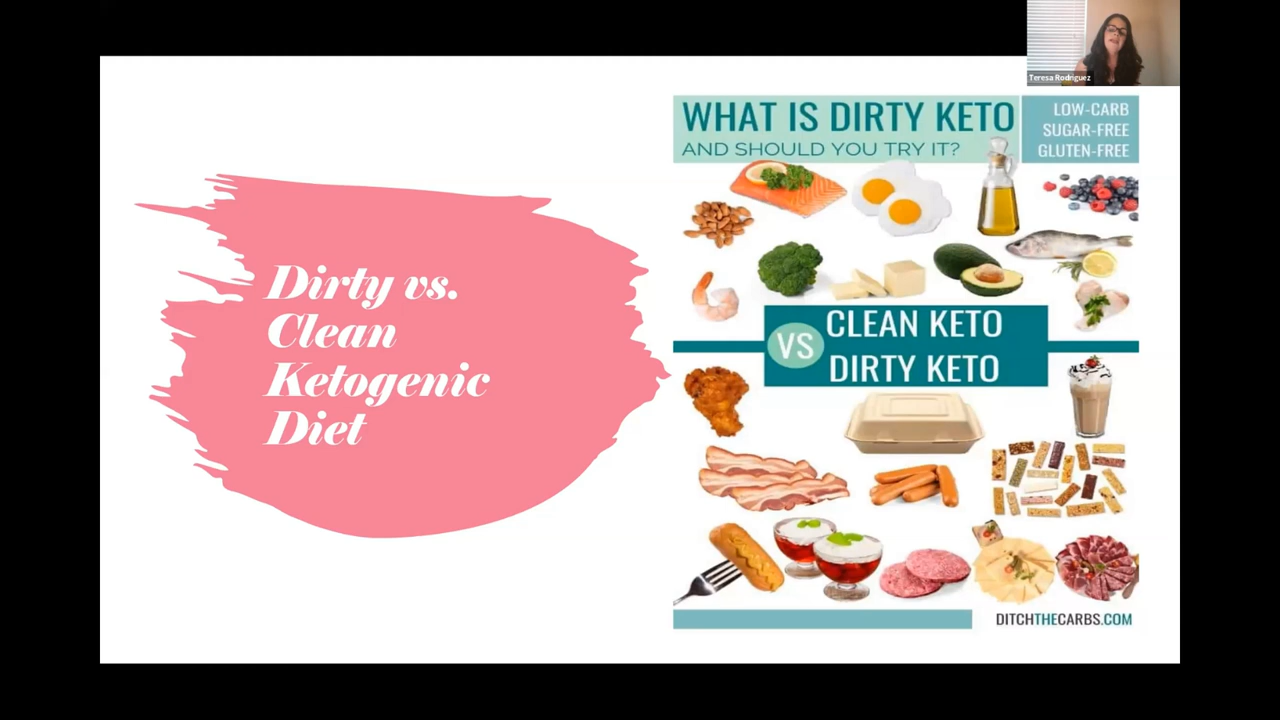 Teresa Rodriguez
Dirty vs.
Clean
Ketogenic
Diet
WHAT IS DIRTY KETO
AND SHOULD YOU TRY IT?
LOW-CARB
SUGAR-FREE
GLUTEN-FREE
VS
CLEAN KETO
DIRTY KETO
DITCHTHECARBS.COM